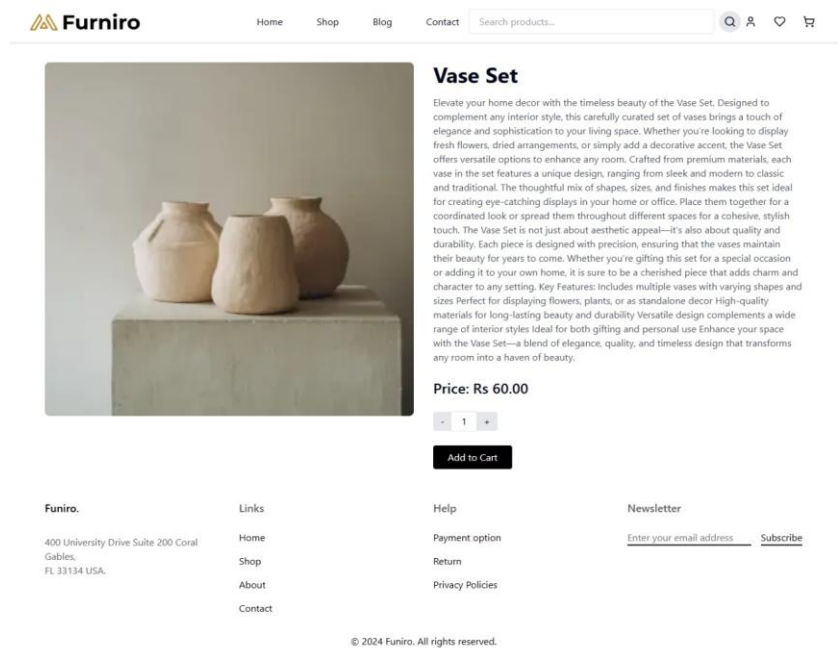 Furniro
Home Shop Blog Contact Search products...
Vase Set
Elevate your home decor with the timeless beauty of the Vase Set. Designed to
complement any interior style, this carefully curated set of vases brings a touch of
elegance and sophistication to your living space. Whether you're looking to display
fresh flowers, dried arrangements, or simply add a decorative accent, the Vase Set
offers versatile options to enhance any room. Crafted from premium materials, each
vase in the set features a unique design, ranging from sleek and modern to classic
and traditional. The thoughtful mix of shapes, sizes, and finishes makes this set ideal
for creating eye-catching displays in your home or office. Place them together for a
coordinated look or spread them throughout different spaces for a cohesive, stylish
touch. The Vase Set is not just about aesthetic appeal—it's also about quality and
durability. Each piece is designed with precision, ensuring that the vases maintain
their beauty for years to come. Whether you're gifting this set for a special occasion
or adding it to your own home, it is sure to be a cherished piece that adds charm and
character to any setting. Key Features: Includes multiple vases with varying shapes and
sizes Perfect for displaying flowers, plants, or as standalone decor High-quality
materials for long-lasting beauty and durability Versatile design complements a wide
range of interior styles Ideal for both gifting and personal use Enhance your space
with the Vase Set—a blend of elegance, quality, and timeless design that transforms
any room into a haven of beauty.
Price: Rs 60.00
- 1 +
Add to Cart
Funiro.
400 University Drive Suite 200 Coral
Gables,
FL 33134 USA.
Links
Home
Shop
About
Contact
Help
Payment option
Return
Privacy Policies
Newsletter
Enter your email address Subscribe
© 2024 Funiro. All rights reserved.